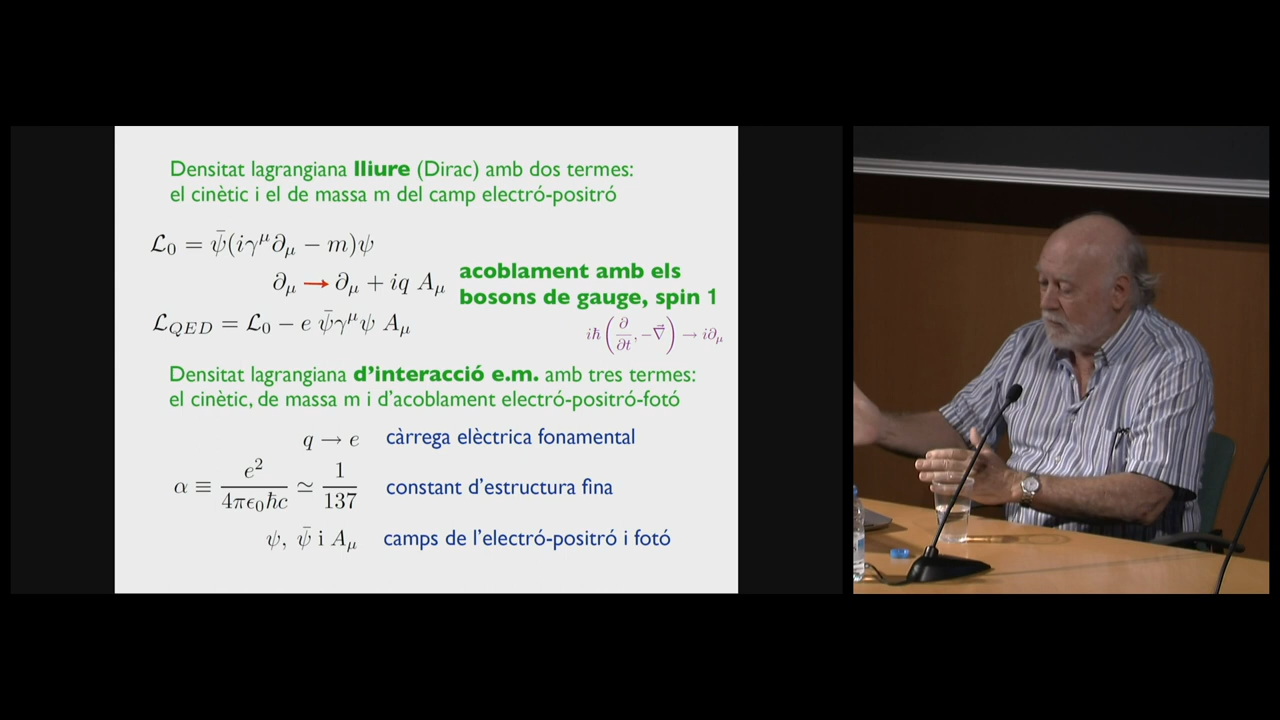 Densitat lagrangiana lliure (Dirac) amb dos termes:
el cinètic i el de massa m del camp electró-positró
ℒ₀ = ψ̄(iγ^μ∂_μ − m)ψ
∂_μ → ∂_μ + iq A_μ
acoblament amb els
bosons de gauge, spin 1
ℒ_QED = ℒ₀ − e ψ̄γ^μψ A_μ
iħ(∂/∂t, −∇⃗) → i∂_μ
Densitat lagrangiana d'interacció e.m. amb tres termes:
el cinètic, de massa m i d'acoblament electró-positró-fotó
q → e càrrega elèctrica fonamental
α ≡ e²/4πϵ₀ħc ≃ 1/137 constant d'estructura fina
ψ, ψ̄ i A_μ camps de l'electró-positró i fotó